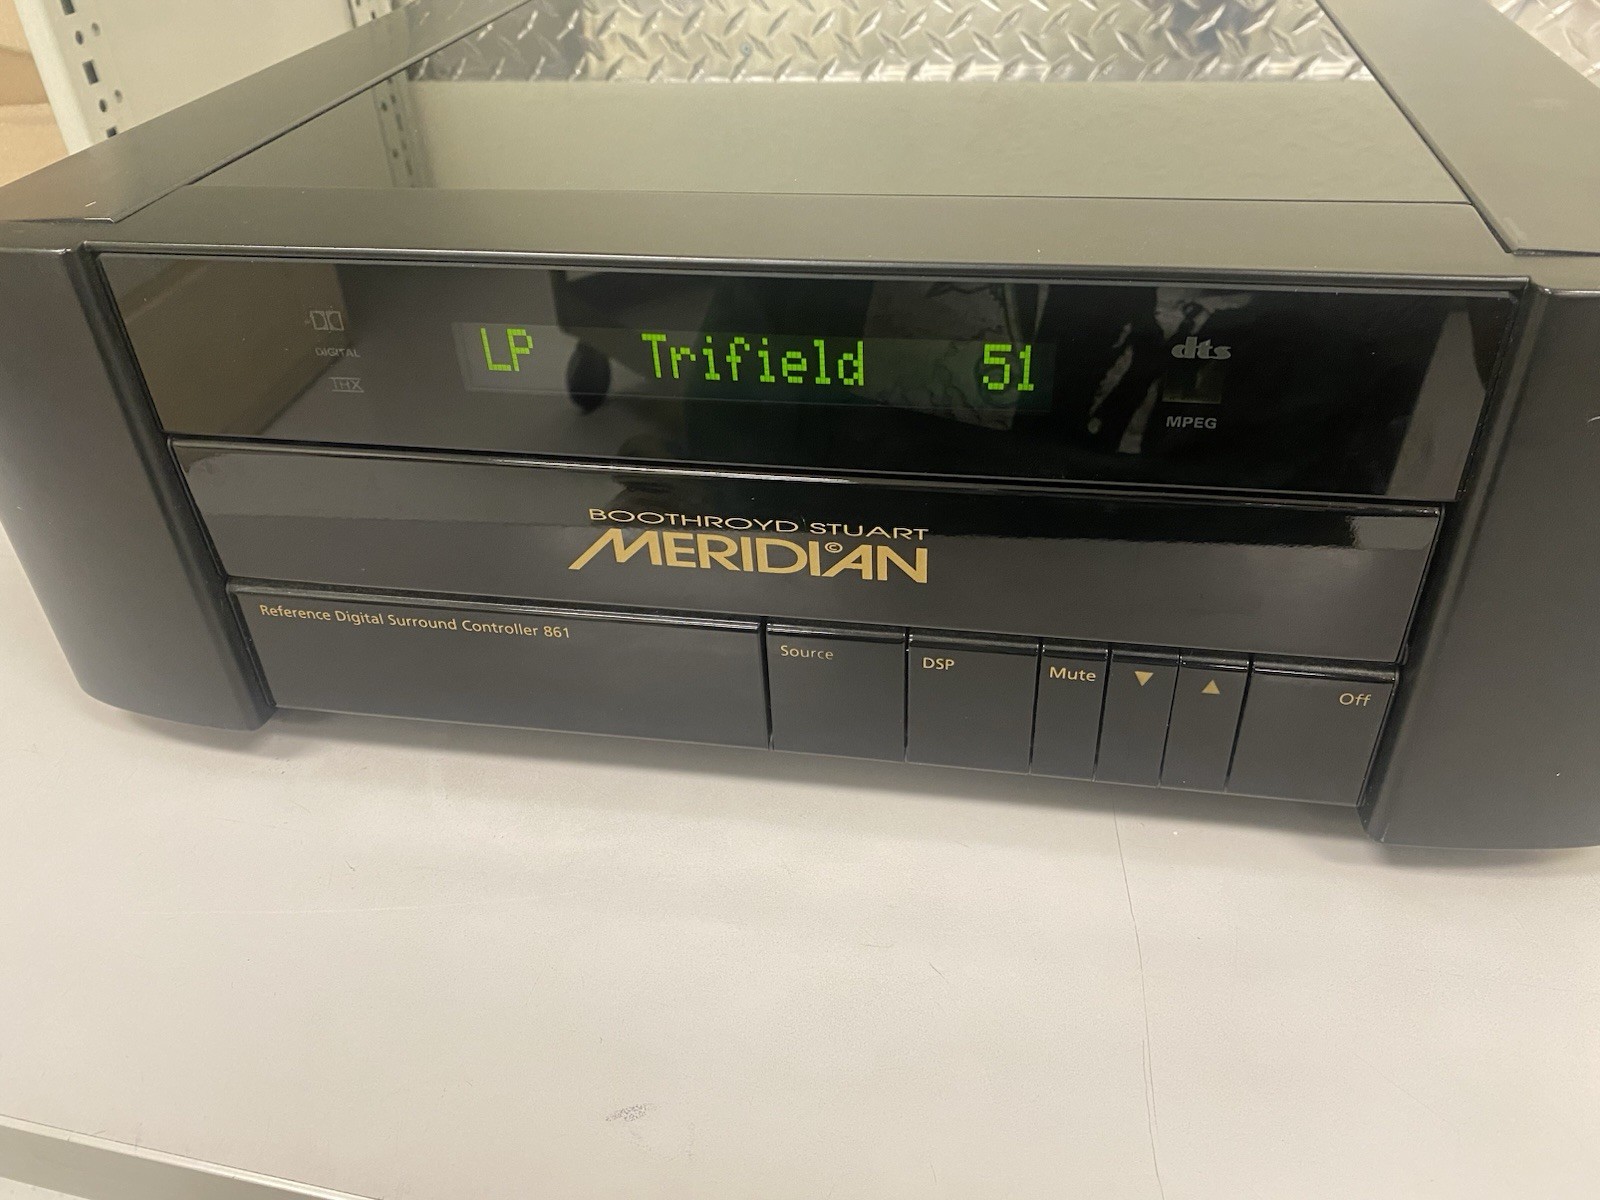 DIGITAL
THX
LP Trifield 51
dts
MPEG
BOOTHROYD STUART
MERIDIAN
Reference Digital Surround Controller 861
Source
DSP
Mute
▼
▲
Off